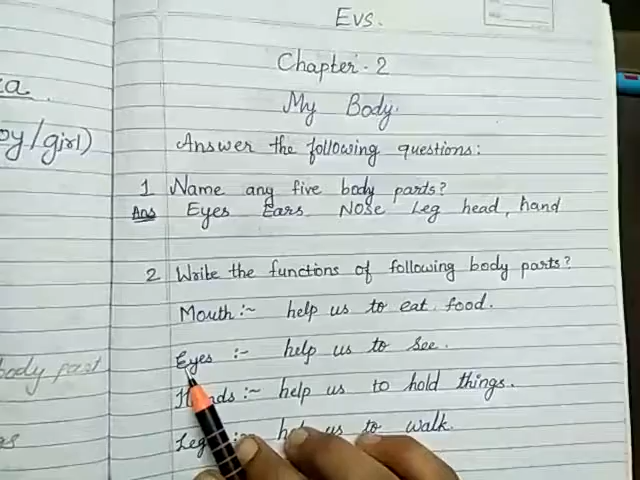 Evs.
Chapter - 2
My Body.
Answer the following questions:
1 Name any five body parts?
Ans Eyes Ears Nose Leg head, hand
2 Write the functions of following body parts?
Mouth :~ help us to eat food.
Eyes :- help us to see.
Hands :~ help us to hold things.
Leg help us to walk.
oy/girl)
body part